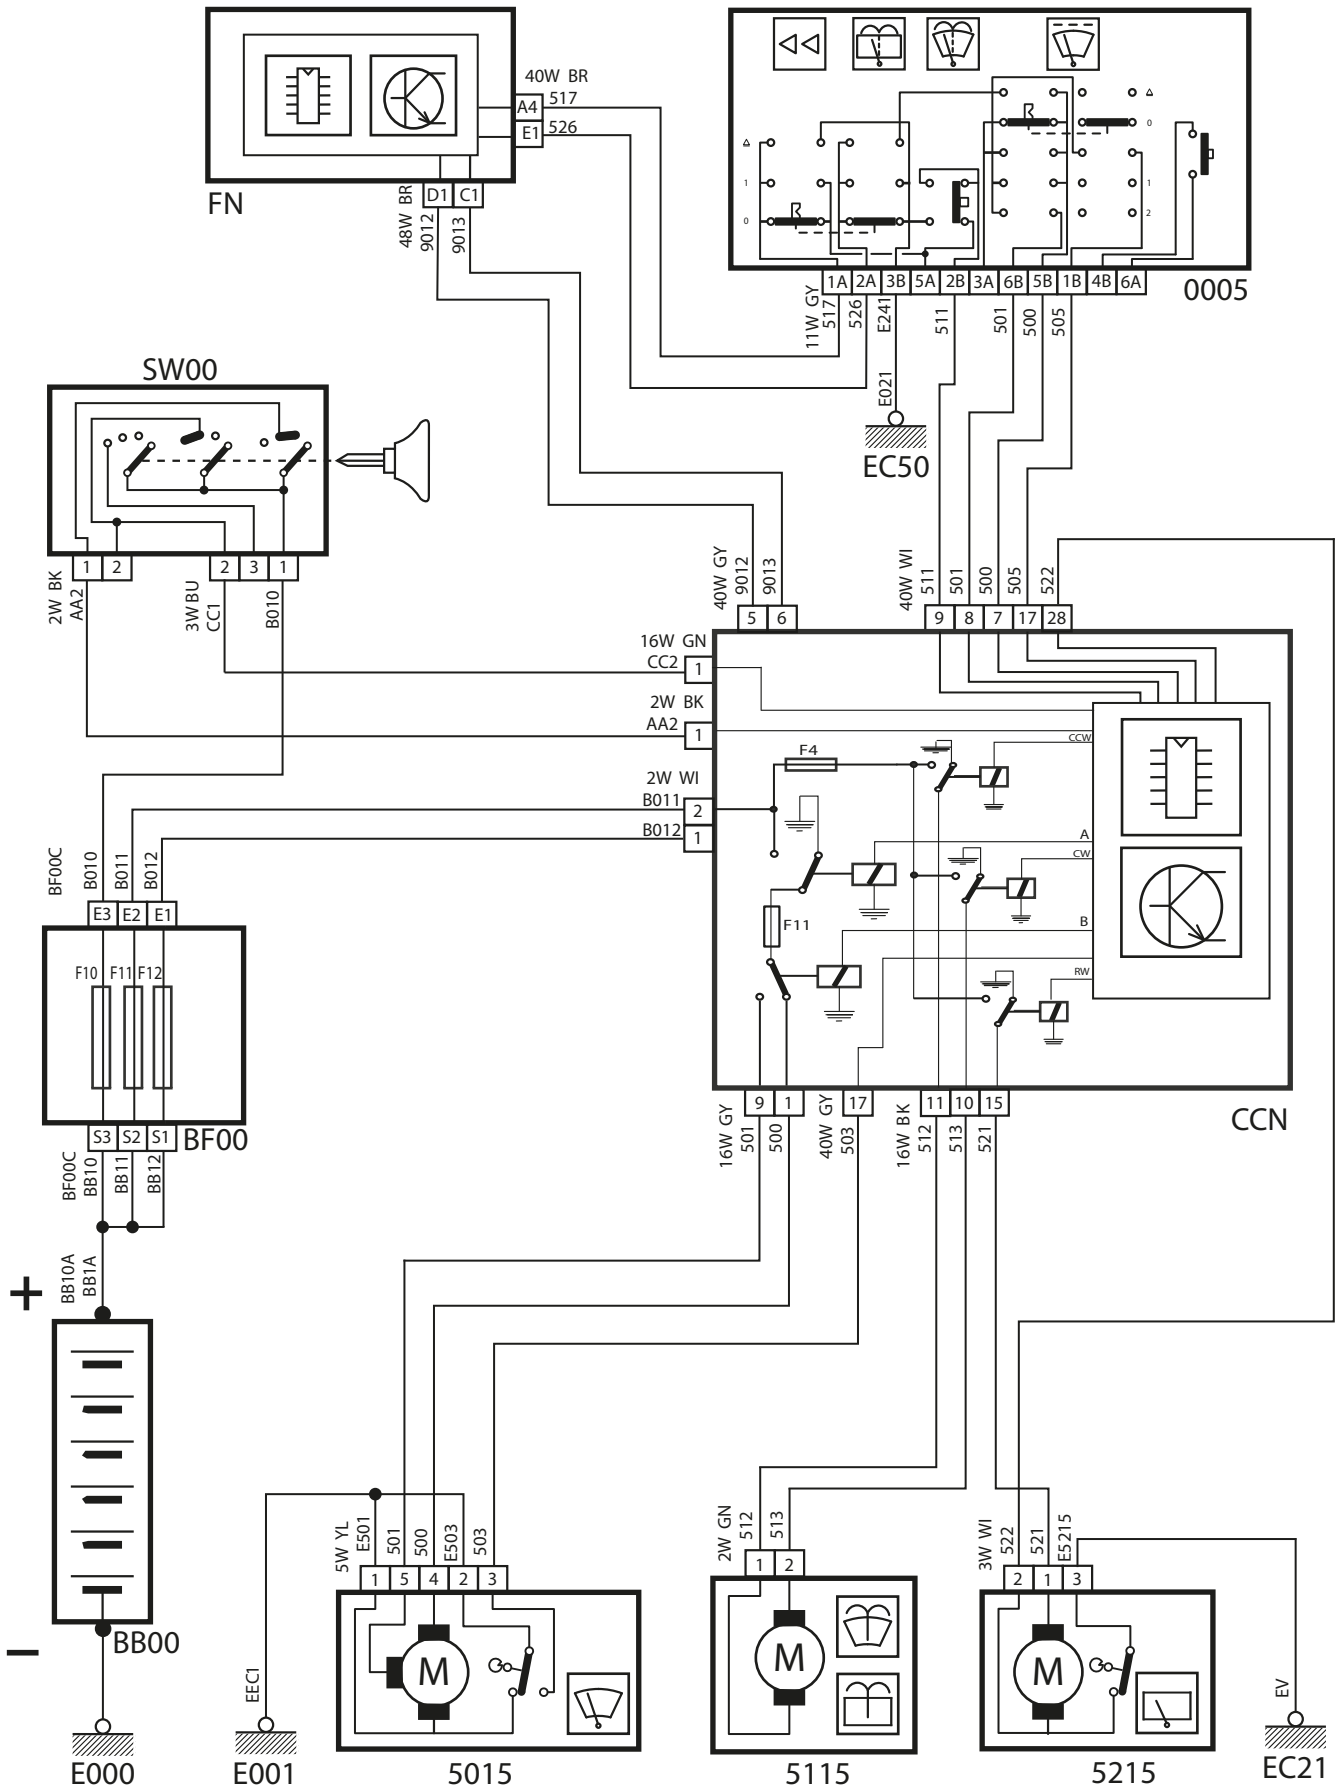 40W BR
A4 517
E1 526
FN
48W BR
9012
9013
D1 C1
1
0
0
1
2
1A 2A 3B 5A 2B 3A 6B 5B 1B 4B 6A
0005
11W GY
517
526
E241
511
501
500
505
E021
EC50
SW00
1 2 2 3 1
2W BK
AA2
3W BU
CC1
B010
40W GY
9012
9013
5 6
40W WI
511
501
500
505
522
9 8 7 17 28
16W GN
CC2 1
2W BK
AA2 1
2W WI
B011 2
B012 1
F4
F11
CCW
A
CW
B
RW
BF00C
B010
B011
B012
E3 E2 E1
F10 F11 F12
S3 S2 S1
BF00
BF00C
BB10
BB11
BB12
9 1 17 11 10 15
CCN
16W GY
501
500
40W GY
503
16W BK
512
513
521
+
BB10A
BB1A
−
BB00
E000
EEC1
E001
5W YL
E501
501
500
E503
503
1 5 4 2 3
M
5015
2W GN
512
513
1 2
M
5115
3W WI
522
521
E5215
2 1 3
M
5215
EV
EC21